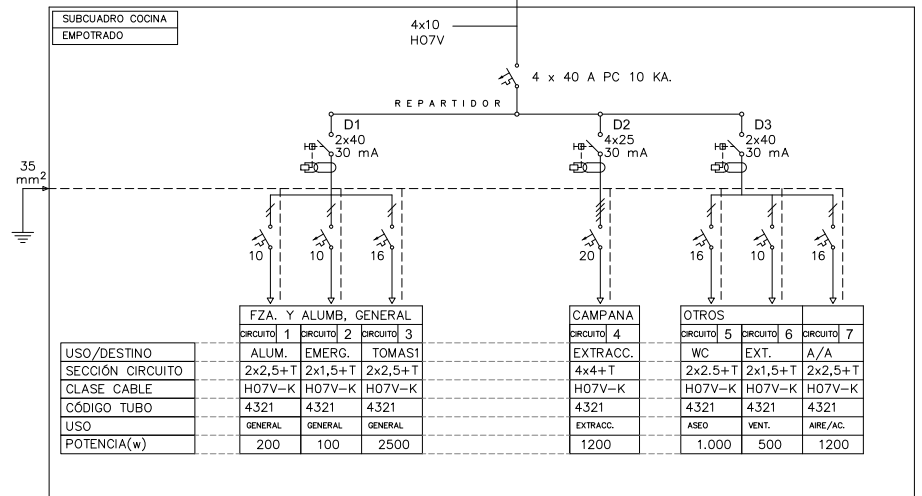 SUBCUADRO COCINA
EMPOTRADO
4x10
HO7V
4 x 40 A PC 10 KA.
REPARTIDOR
D1
2x40
30 mA
D2
4x25
30 mA
D3
2x40
30 mA
35
mm2
10
10
16
20
16
10
16
FZA. Y ALUMB, GENERAL
CAMPANA
OTROS
CIRCUITO 1
CIRCUITO 2
CIRCUITO 3
CIRCUITO 4
CIRCUITO 5
CIRCUITO 6
CIRCUITO 7
USO/DESTINO ALUM. EMERG. TOMAS1 EXTRACC. WC EXT. A/A
SECCIÓN CIRCUITO 2x2,5+T 2x1,5+T 2x2,5+T 4x4+T 2x2.5+T 2x1,5+T 2x2,5+T
CLASE CABLE H07V-K H07V-K H07V-K H07V-K H07V-K H07V-K H07V-K
CÓDIGO TUBO 4321 4321 4321 4321 4321 4321 4321
USO GENERAL GENERAL GENERAL EXTRACC. ASEO VENT. AIRE/AC.
POTENCIA(w) 200 100 2500 1200 1.000 500 1200